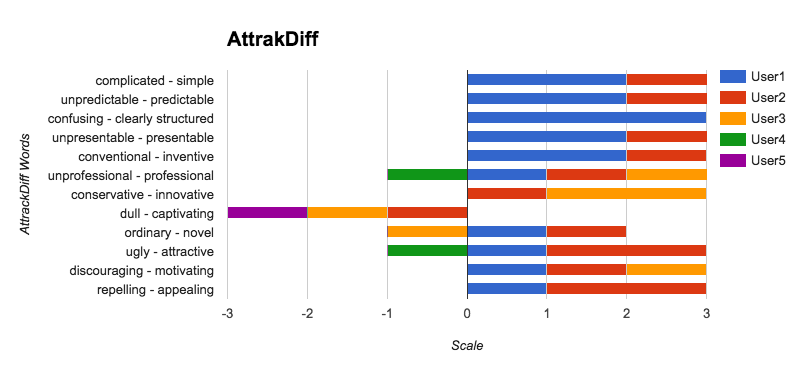 AttrakDiff
complicated - simple
unpredictable - predictable
confusing - clearly structured
unpresentable - presentable
conventional - inventive
unprofessional - professional
conservative - innovative
dull - captivating
ordinary - novel
ugly - attractive
discouraging - motivating
repelling - appealing
AttrackDiff Words
-3 -2 -1 0 1 2 3
Scale
User1
User2
User3
User4
User5